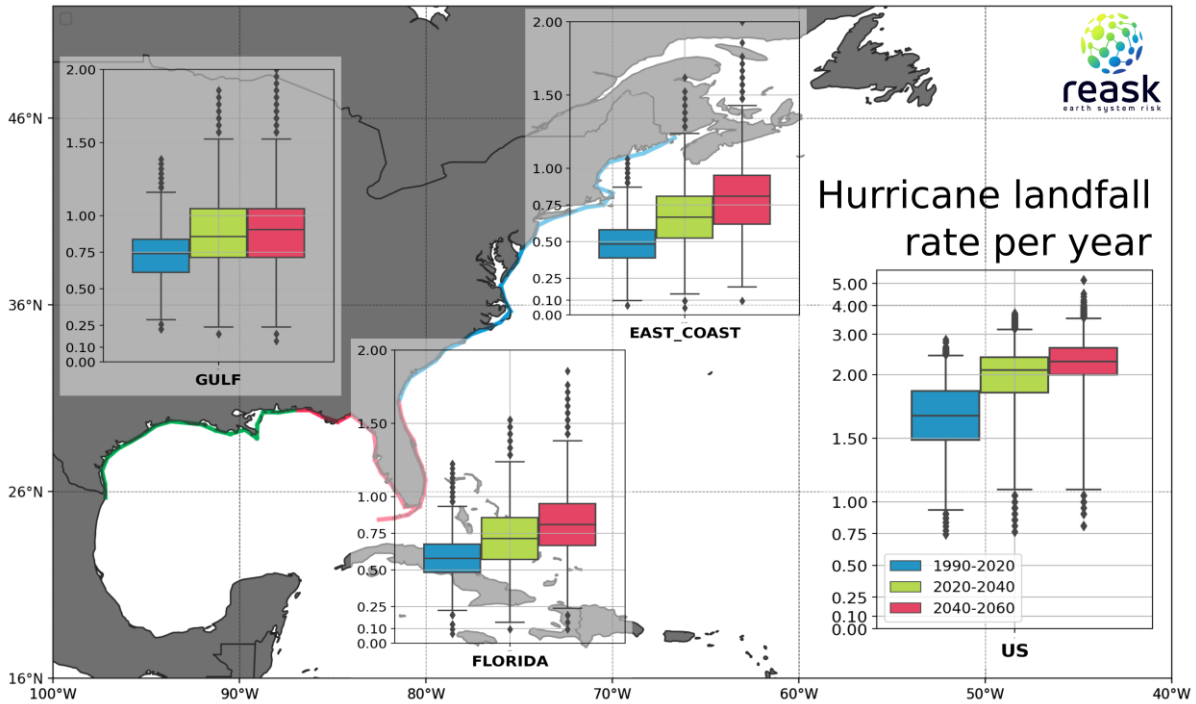 reask
earth system risk
Hurricane landfall
rate per year
2.00
1.50
1.00
0.75
0.50
0.25
0.10
0.00
GULF
2.00
1.50
1.00
0.75
0.50
0.25
0.10
0.00
EAST_COAST
2.00
1.50
1.00
0.75
0.50
0.25
0.10
0.00
FLORIDA
5.00
4.00
3.00
2.00
1.50
1.00
0.75
0.50
0.25
0.10
0.00
1990-2020
2020-2040
2040-2060
US
46°N
36°N
26°N
16°N
100°W
90°W
80°W
70°W
60°W
50°W
40°W